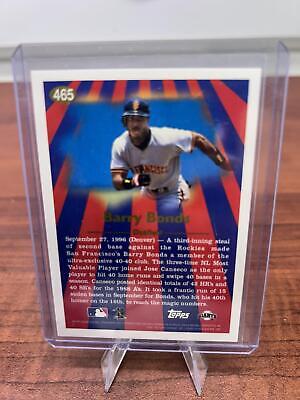 465
FRANCISCO
Barry Bonds
Outfield
September 27, 1996 (Denver) — A third-inning steal
of second base against the Rockies made
San Francisco's Barry Bonds a member of the
ultra-exclusive 40-40 club. The three-time NL Most
Valuable Player joined Jose Canseco as the only
player to hit 40 home runs and swipe 40 bases in
a season. Canseco posted identical totals of 42 HRs and
40 SB's for the 1988 A's. It took a frantic run of 15
stolen bases in September for Bonds, who hit his 40th
homer on the 16th, to reach the magic numbers.
TOPPS
GIANTS